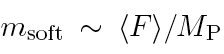 m_soft ∼ ⟨F⟩/M_P